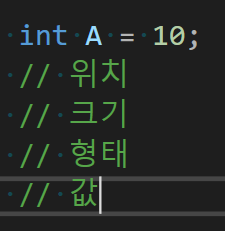 int A = 10;
// 위치
// 크기
// 형태
// 값